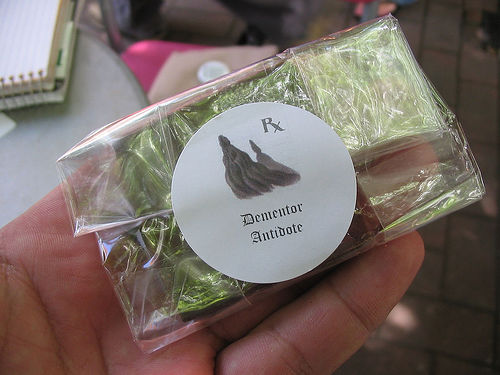 Rx
Dementor
Antidote